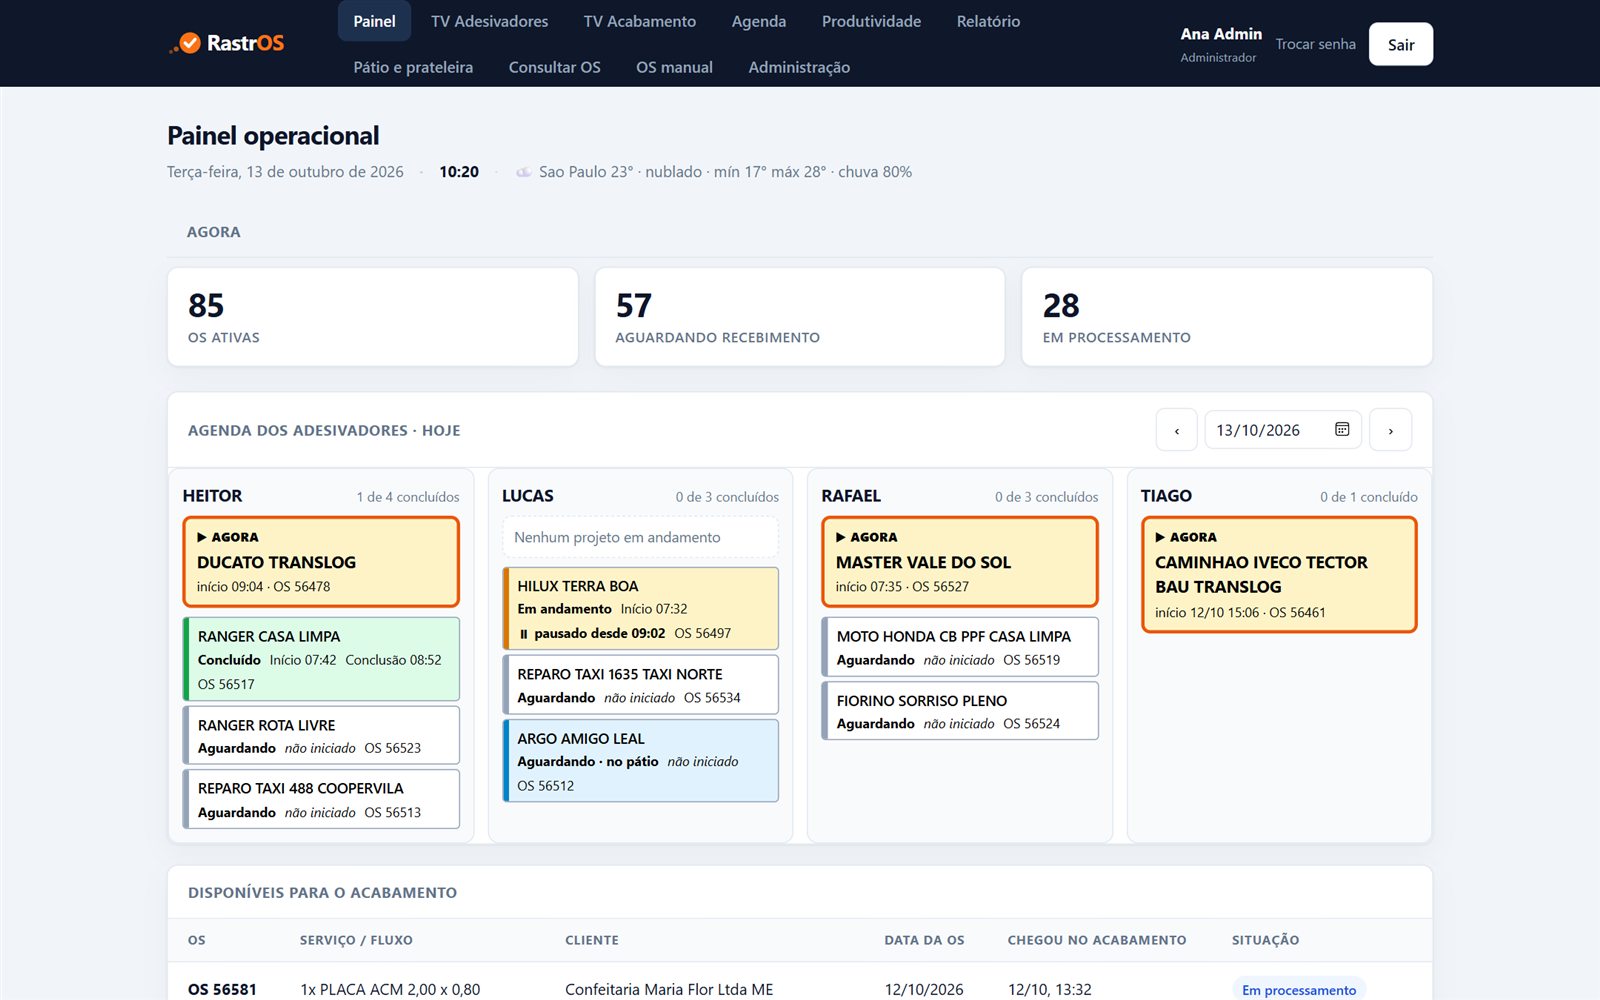 RastrOS
Painel
TV Adesivadores
TV Acabamento
Agenda
Produtividade
Relatório
Pátio e prateleira
Consultar OS
OS manual
Administração
Ana Admin
Administrador
Trocar senha
Sair
Painel operacional
Terça-feira, 13 de outubro de 2026 · 10:20 · Sao Paulo 23° · nublado · mín 17° máx 28° · chuva 80%
AGORA
85
OS ATIVAS
57
AGUARDANDO RECEBIMENTO
28
EM PROCESSAMENTO
AGENDA DOS ADESIVADORES · HOJE
‹
13/10/2026
›
HEITOR
1 de 4 concluídos
▶ AGORA
DUCATO TRANSLOG
início 09:04 · OS 56478
RANGER CASA LIMPA
Concluído Início 07:42 Conclusão 08:52
OS 56517
RANGER ROTA LIVRE
Aguardando não iniciado OS 56523
REPARO TAXI 488 COOPERVILA
Aguardando não iniciado OS 56513
LUCAS
0 de 3 concluídos
Nenhum projeto em andamento
HILUX TERRA BOA
Em andamento Início 07:32
⏸ pausado desde 09:02 OS 56497
REPARO TAXI 1635 TAXI NORTE
Aguardando não iniciado OS 56534
ARGO AMIGO LEAL
Aguardando · no pátio não iniciado
OS 56512
RAFAEL
0 de 3 concluídos
▶ AGORA
MASTER VALE DO SOL
início 07:35 · OS 56527
MOTO HONDA CB PPF CASA LIMPA
Aguardando não iniciado OS 56519
FIORINO SORRISO PLENO
Aguardando não iniciado OS 56524
TIAGO
0 de 1 concluído
▶ AGORA
CAMINHAO IVECO TECTOR
BAU TRANSLOG
início 12/10 15:06 · OS 56461
DISPONÍVEIS PARA O ACABAMENTO
OS SERVIÇO / FLUXO CLIENTE DATA DA OS CHEGOU NO ACABAMENTO SITUAÇÃO
OS 56581 1x PLACA ACM 2,00 x 0,80 Confeitaria Maria Flor Ltda ME 12/10/2026 12/10, 13:32 Em processamento